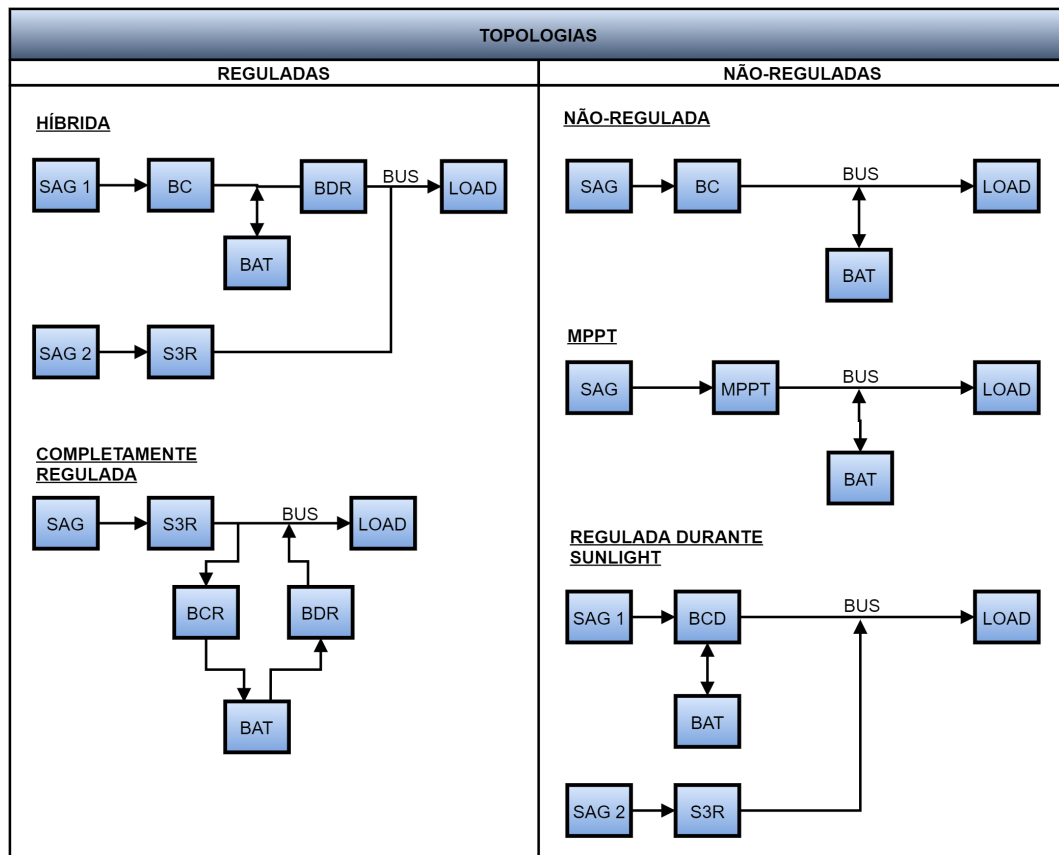 TOPOLOGIAS
REGULADAS
NÃO-REGULADAS
HÍBRIDA
SAG 1
BC
BDR
BUS
LOAD
BAT
SAG 2
S3R
COMPLETAMENTE
REGULADA
SAG
S3R
BUS
LOAD
BCR
BDR
BAT
NÃO-REGULADA
SAG
BC
BUS
LOAD
BAT
MPPT
SAG
MPPT
BUS
LOAD
BAT
REGULADA DURANTE
SUNLIGHT
SAG 1
BCD
BUS
LOAD
BAT
SAG 2
S3R